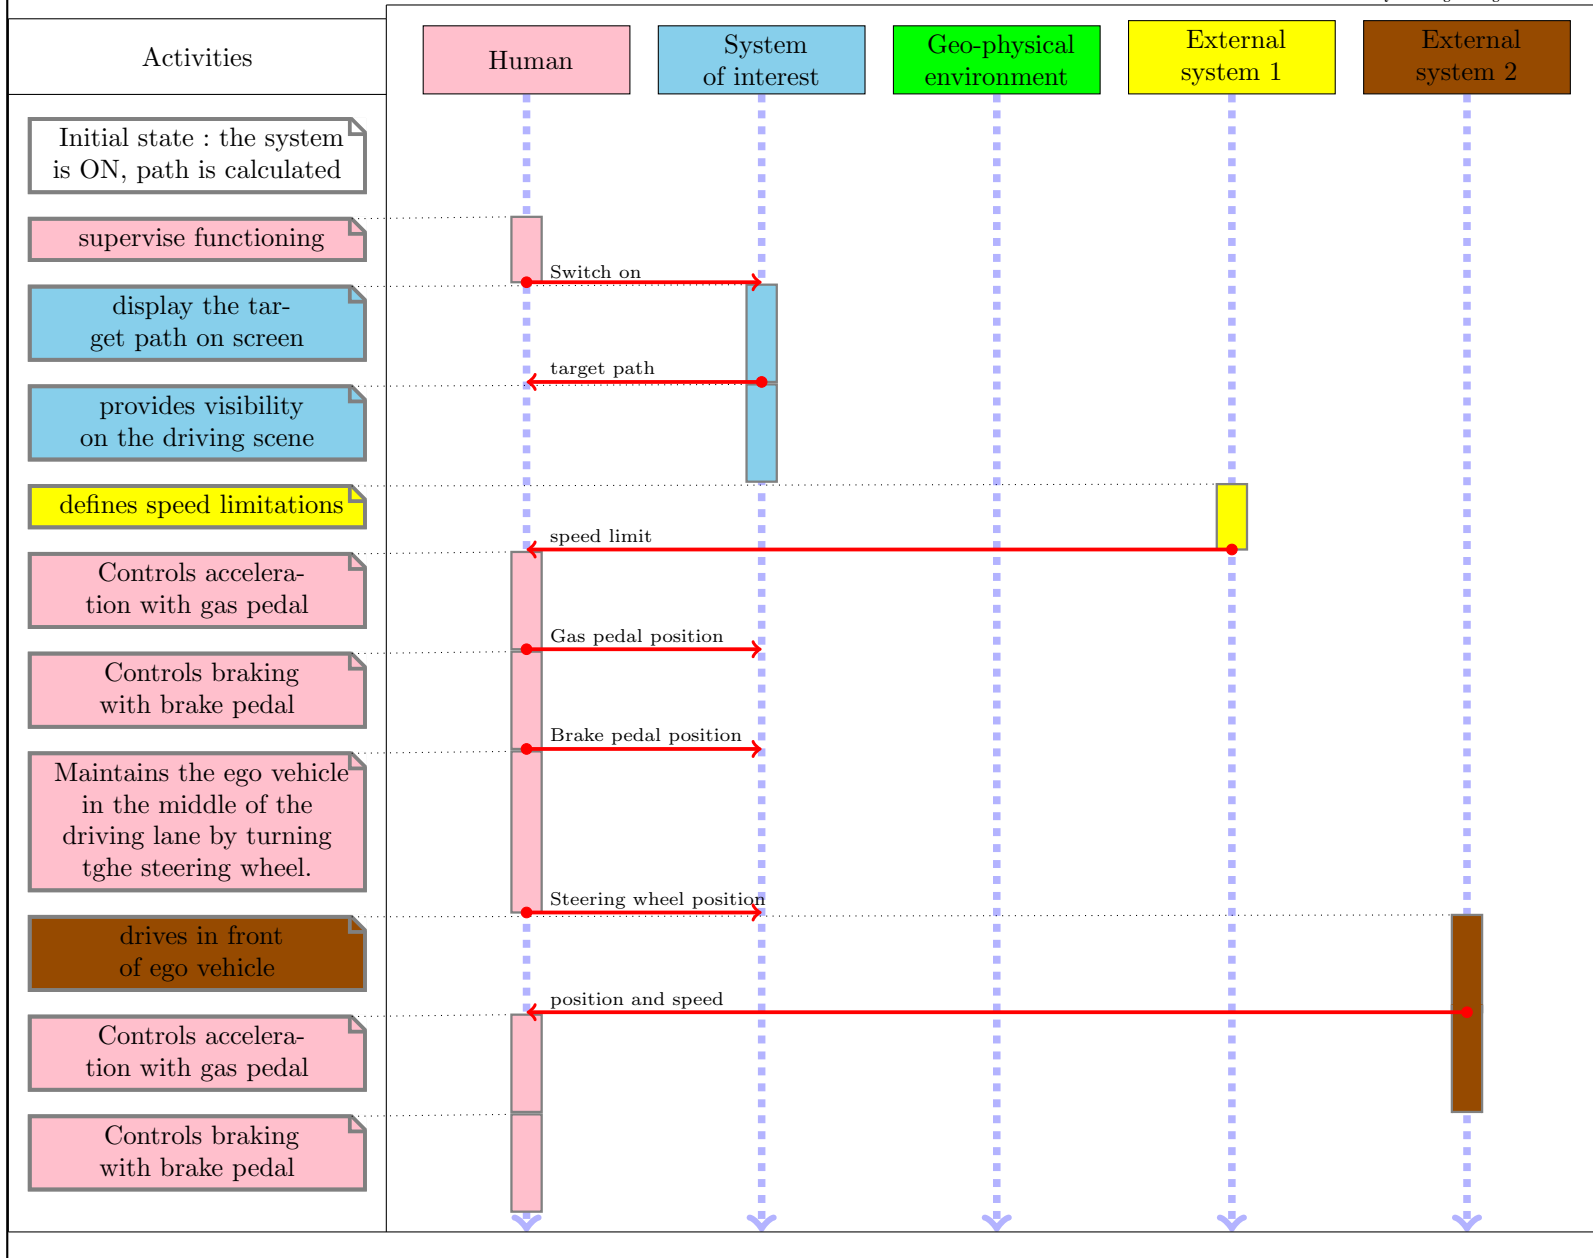 Activities
Human
System
of interest
Geo-physical
environment
External
system 1
External
system 2
Initial state : the system
is ON, path is calculated
supervise functioning
Switch on
display the tar-
get path on screen
target path
provides visibility
on the driving scene
defines speed limitations
speed limit
Controls accelera-
tion with gas pedal
Gas pedal position
Controls braking
with brake pedal
Brake pedal position
Maintains the ego vehicle
in the middle of the
driving lane by turning
tghe steering wheel.
Steering wheel position
drives in front
of ego vehicle
position and speed
Controls accelera-
tion with gas pedal
Controls braking
with brake pedal